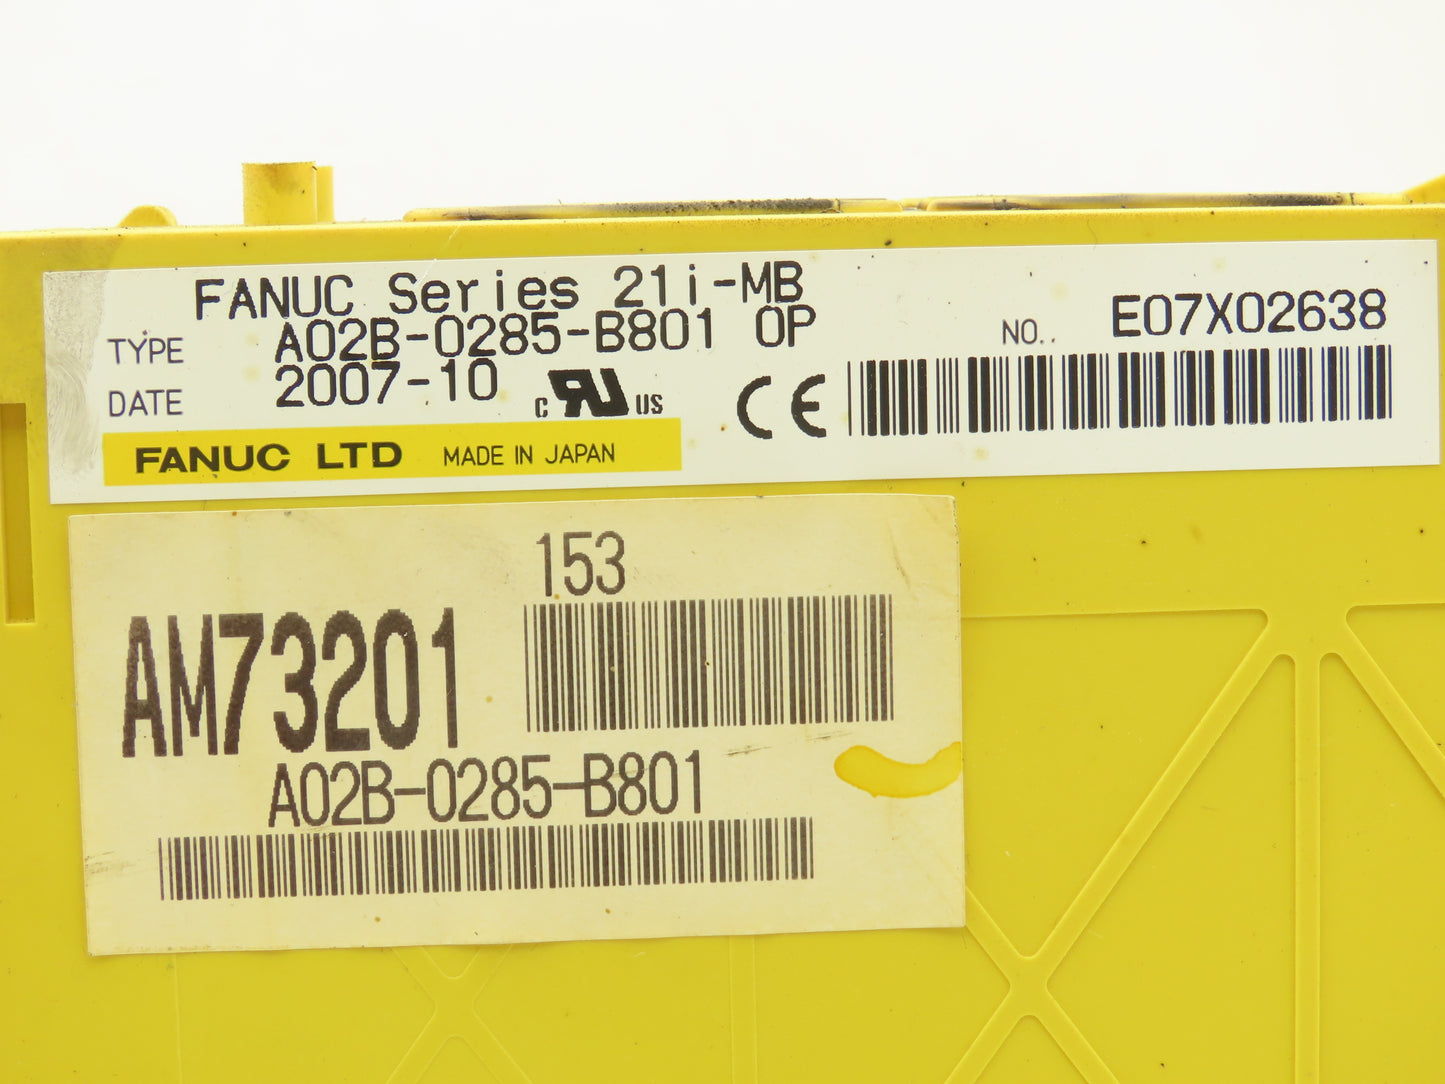 FANUC Series 21i-MB
TYPE A02B-0285-B801 OP
DATE 2007-10
c RU US
CE
NO. E07X02638
FANUC LTD MADE IN JAPAN
153
AM73201
A02B-0285-B801